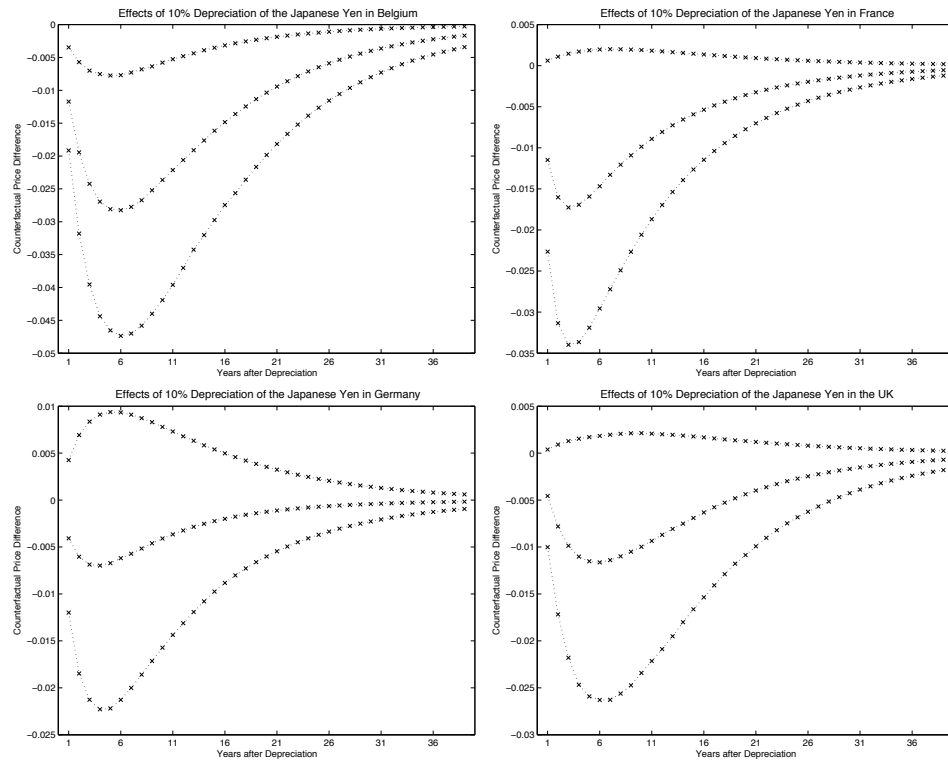 Effects of 10% Depreciation of the Japanese Yen in Belgium
0
−0.005
−0.01
−0.015
−0.02
−0.025
−0.03
−0.035
−0.04
−0.045
−0.05
Counterfactual Price Difference
1 6 11 16 21 26 31 36
Years after Depreciation
Effects of 10% Depreciation of the Japanese Yen in France
0.005
0
−0.005
−0.01
−0.015
−0.02
−0.025
−0.03
−0.035
Counterfactual Price Difference
1 6 11 16 21 26 31 36
Years after Depreciation
Effects of 10% Depreciation of the Japanese Yen in Germany
0.01
0.005
0
−0.005
−0.01
−0.015
−0.02
−0.025
Counterfactual Price Difference
1 6 11 16 21 26 31 36
Years after Depreciation
Effects of 10% Depreciation of the Japanese Yen in the UK
0.005
0
−0.005
−0.01
−0.015
−0.02
−0.025
−0.03
Counterfactual Price Difference
1 6 11 16 21 26 31 36
Years after Depreciation